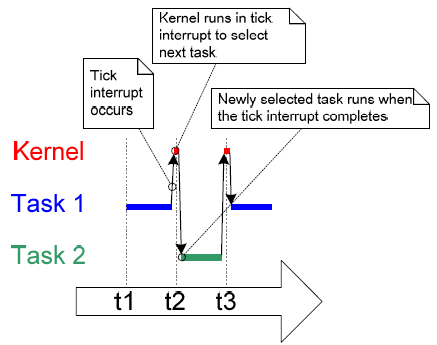 Kernel runs in tick
interrupt to select
next task
Tick
interrupt
occurs
Newly selected task runs when
the tick interrupt completes
Kernel
Task 1
Task 2
t1 t2 t3